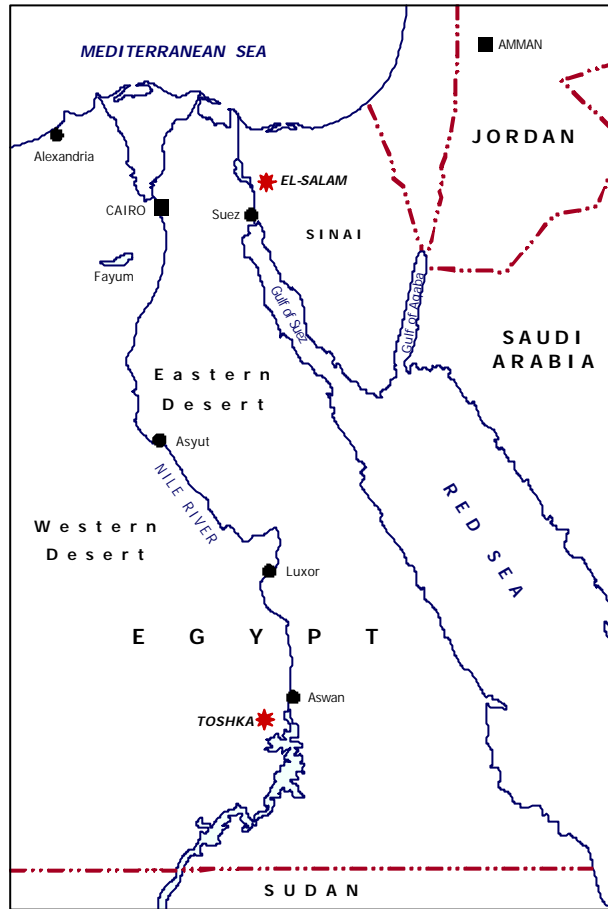 MEDITERRANEAN SEA
AMMAN
JORDAN
Alexandria
EL-SALAM
CAIRO
Suez
SINAI
Fayum
Gulf of Suez
Gulf of Aqaba
SAUDI
ARABIA
Eastern
Desert
Asyut
NILE RIVER
RED SEA
Western
Desert
Luxor
EGYPT
Aswan
TOSHKA
SUDAN